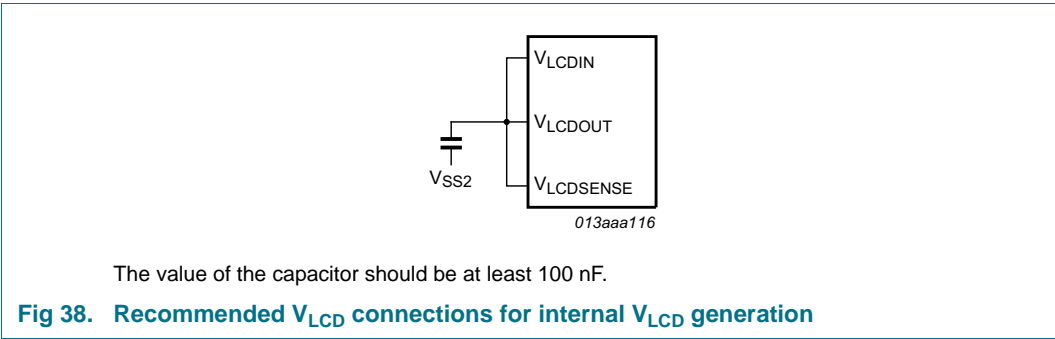 VLCDIN
VLCDOUT
VSS2
VLCDSENSE
013aaa116
The value of the capacitor should be at least 100 nF.
Fig 38. Recommended VLCD connections for internal VLCD generation